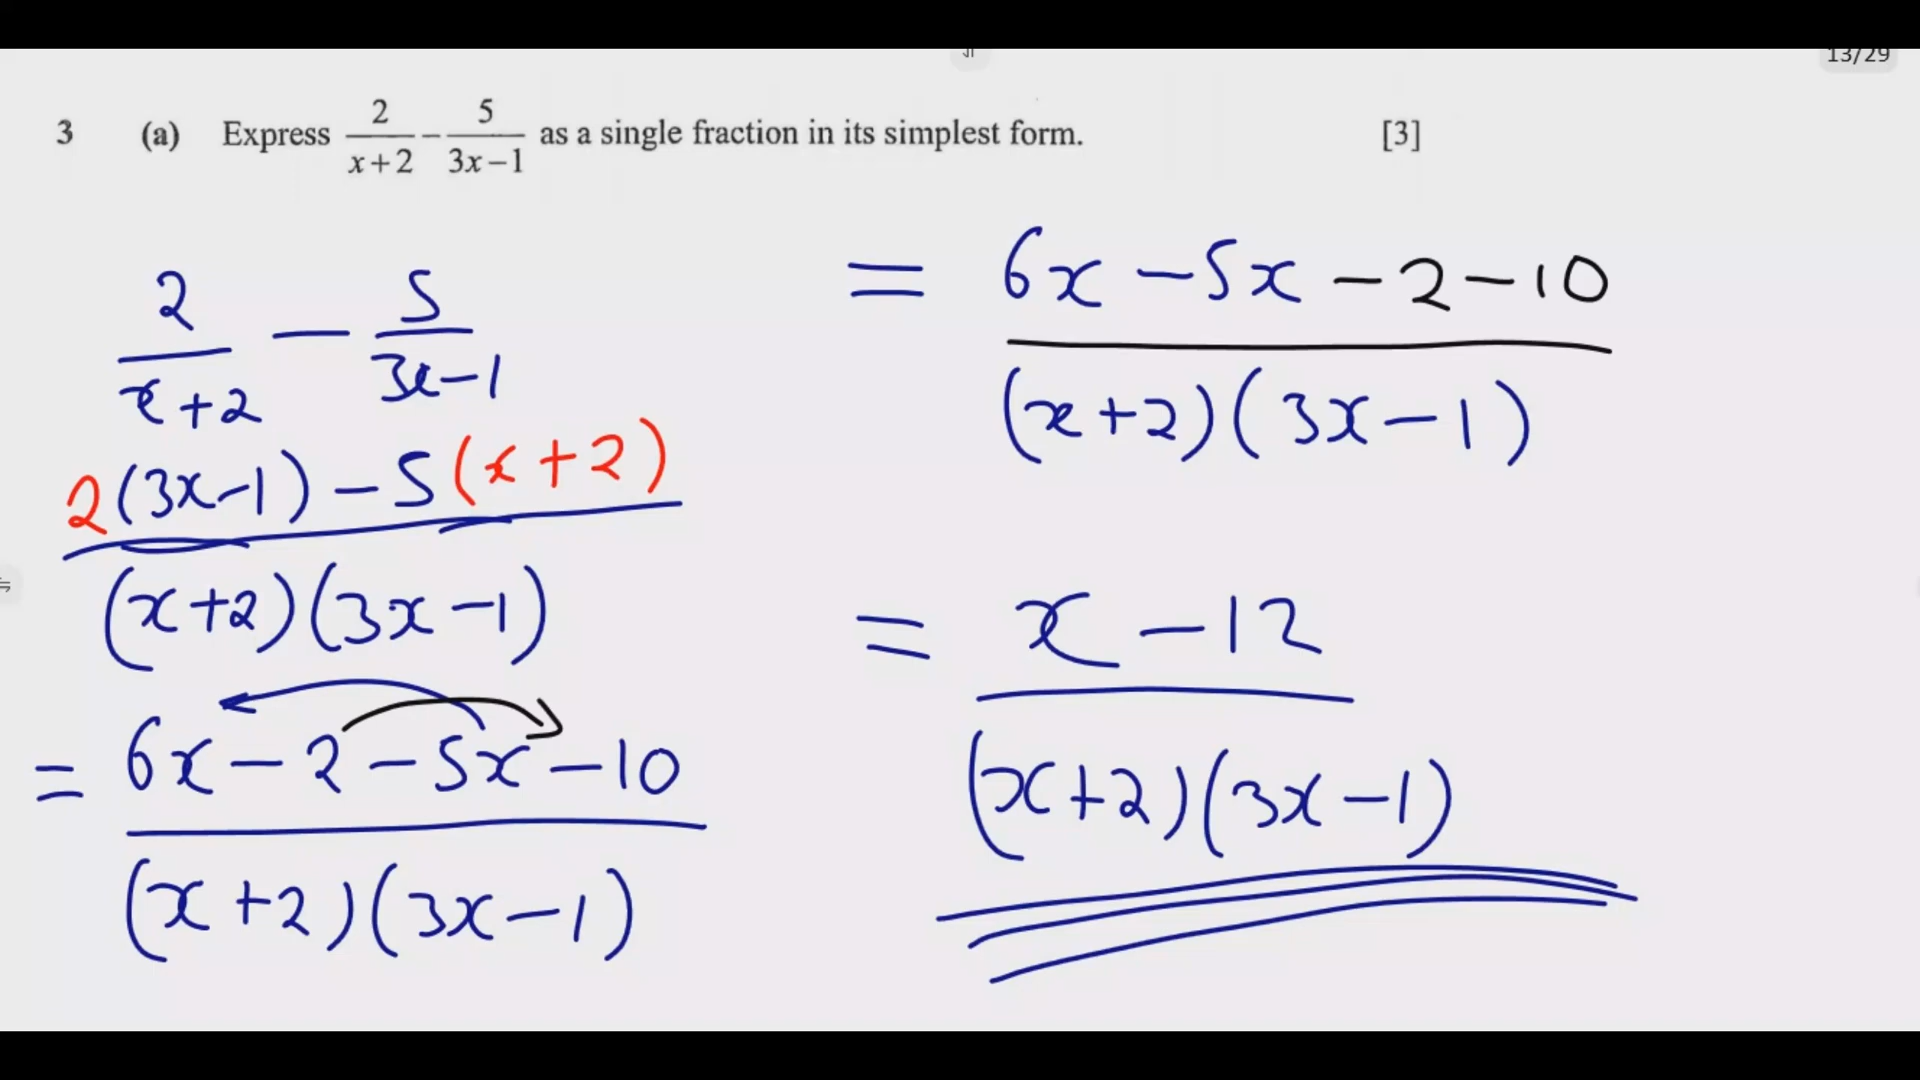 13/29
3 (a) Express 2/(x+2) − 5/(3x−1) as a single fraction in its simplest form. [3]
2/(x+2) − 5/(3x−1)
2(3x−1) − 5(x+2)
(x+2)(3x−1)
= 6x − 2 − 5x − 10
(x+2)(3x−1)
= 6x − 5x − 2 − 10
(x+2)(3x−1)
= x − 12
(x+2)(3x−1)